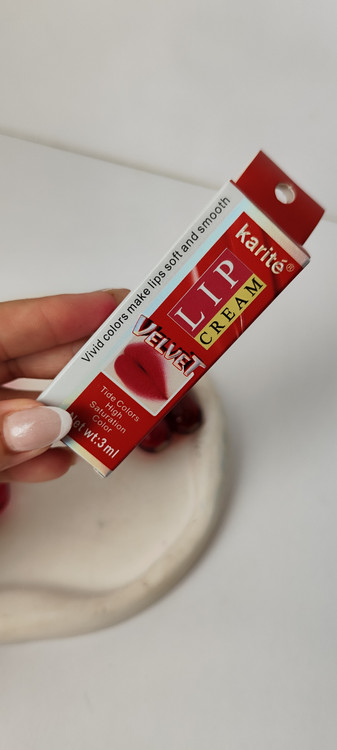 karité®
LIP
CREAM
VELVET
Tide Colors
High
Saturation
Color
Net wt:3ml
Vivid colors make lips soft and smooth